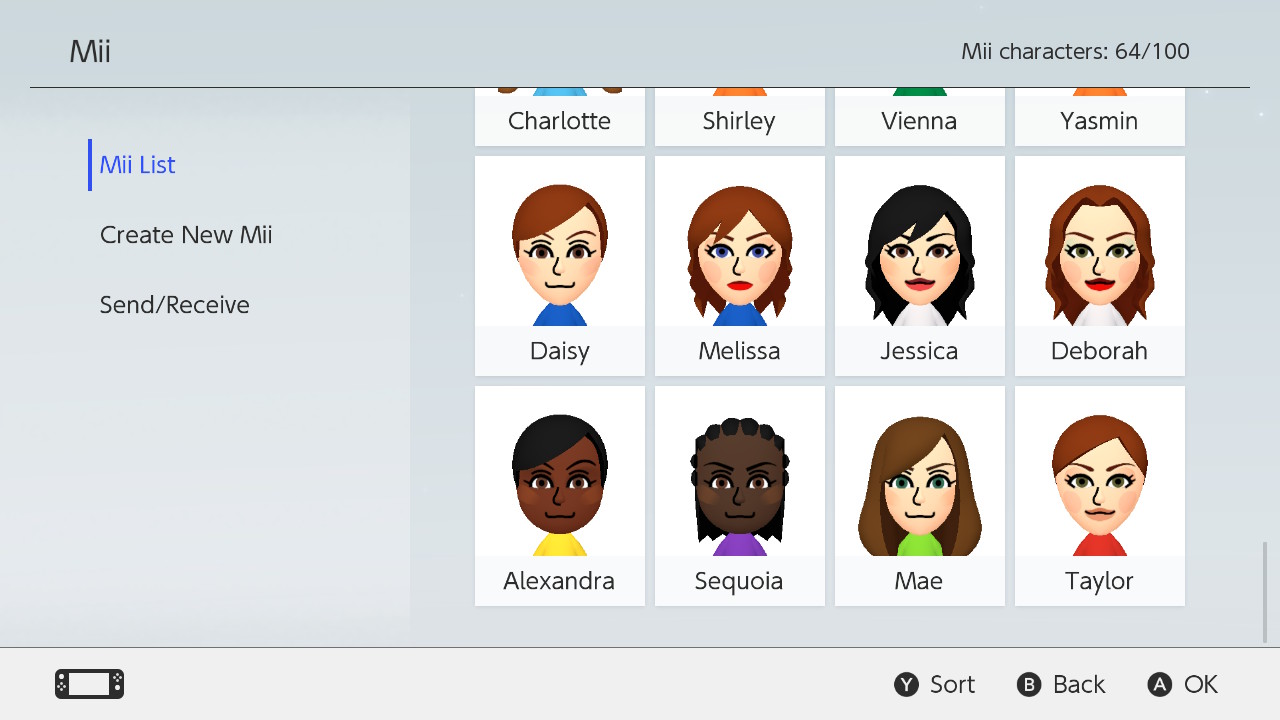 Mii
Mii characters: 64/100
Mii List
Create New Mii
Send/Receive
Charlotte
Shirley
Vienna
Yasmin
Daisy
Melissa
Jessica
Deborah
Alexandra
Sequoia
Mae
Taylor
Y Sort
B Back
A OK